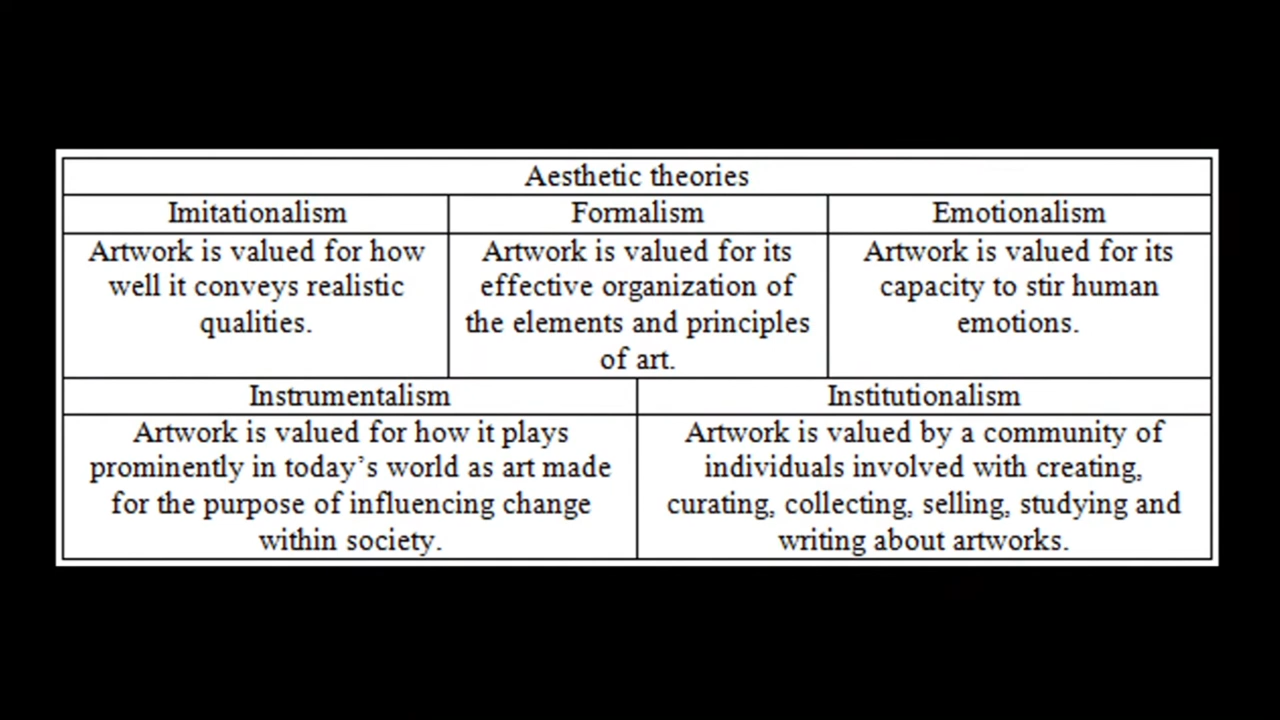 Aesthetic theories
Imitationalism
Formalism
Emotionalism
Artwork is valued for how
well it conveys realistic
qualities.
Artwork is valued for its
effective organization of
the elements and principles
of art.
Artwork is valued for its
capacity to stir human
emotions.
Instrumentalism
Institutionalism
Artwork is valued for how it plays
prominently in today’s world as art made
for the purpose of influencing change
within society.
Artwork is valued by a community of
individuals involved with creating,
curating, collecting, selling, studying and
writing about artworks.